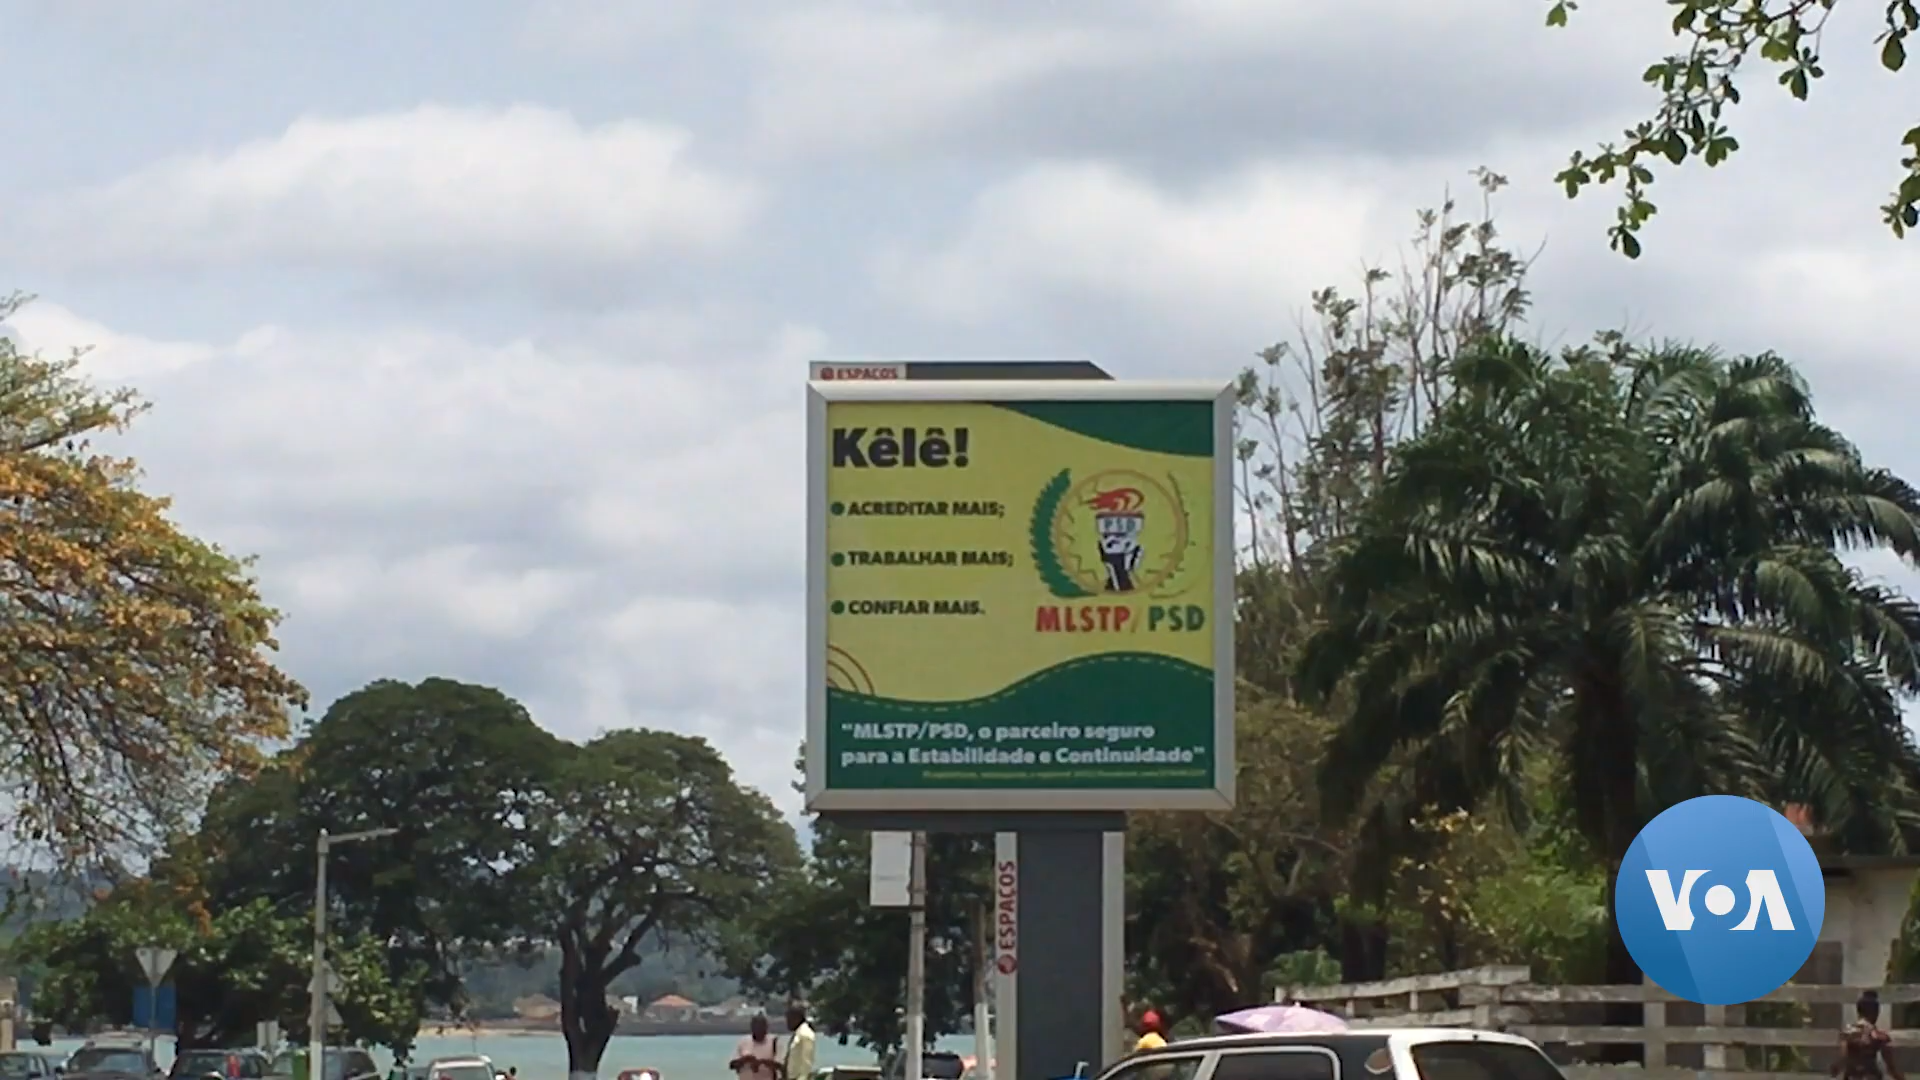 ESPAÇOS
Kêlê!
ACREDITAR MAIS;
TRABALHAR MAIS;
CONFIAR MAIS.
PSD
MLSTP/PSD
"MLSTP/PSD, o parceiro seguro
para a Estabilidade e Continuidade"
ESPAÇOS
VOA